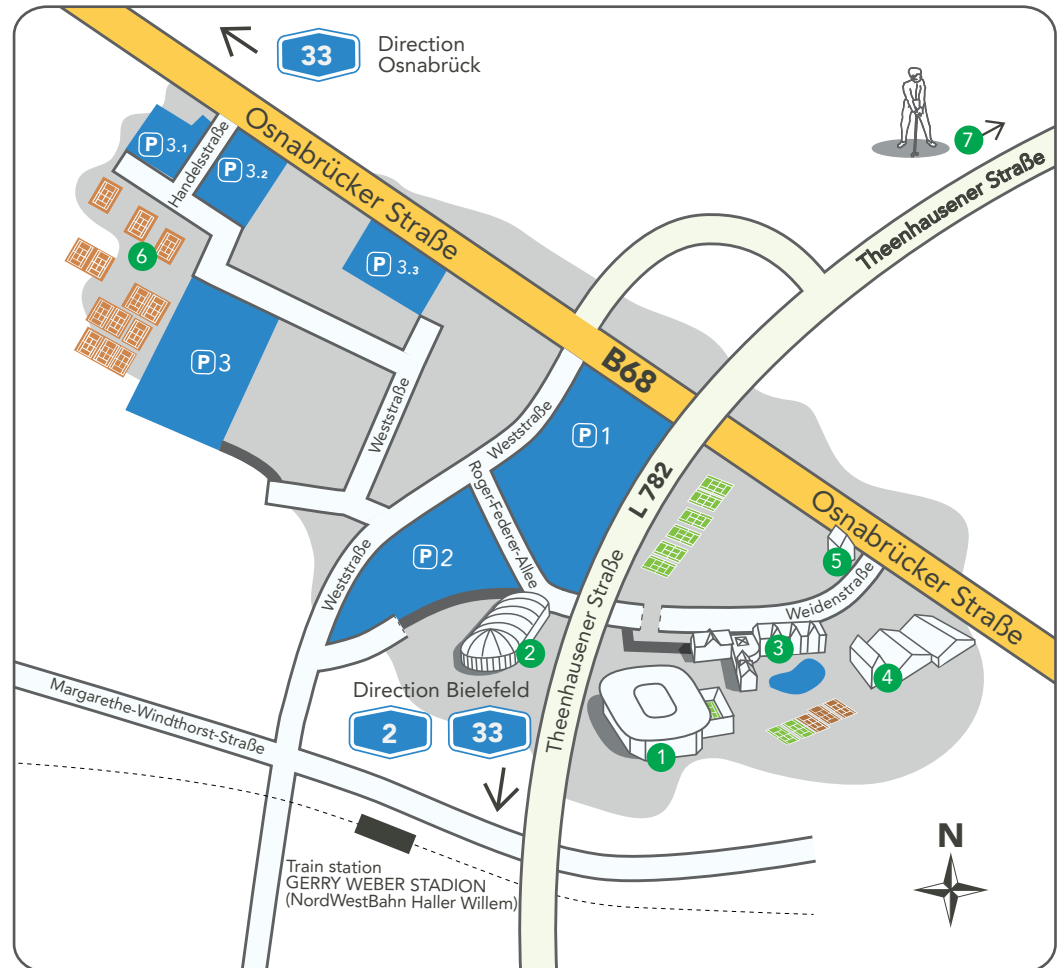 33
Direction
Osnabrück
7
P 3.1
Handelsstraße
P 3.2
Osnabrücker Straße
Theenhausener Straße
6
P 3.3
P 3
B68
Weststraße
Weststraße
P 1
Roger-Federer-Allee
L 782
P 2
Weststraße
Osnabrücker Straße
5
Weidenstraße
Theenhausener Straße
2
3
4
Direction Bielefeld
2
33
1
Margarethe-Windthorst-Straße
N
Train station
GERRY WEBER STADION
(NordWestBahn Haller Willem)